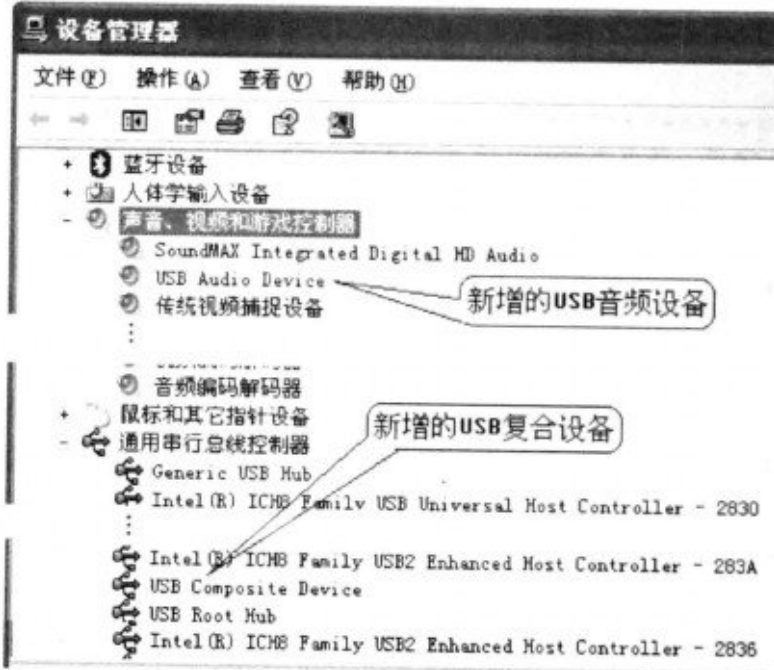 设备管理器
文件(F) 操作(A) 查看(V) 帮助(H)
蓝牙设备
人体学输入设备
声音、视频和游戏控制器
SoundMAX Integrated Digital HD Audio
USB Audio Device
新增的USB音频设备
传统视频捕捉设备
音频编码解码器
鼠标和其它指针设备
新增的USB复合设备
通用串行总线控制器
Generic USB Hub
Intel(R) ICH8 Family USB Universal Host Controller - 2830
Intel(R) ICH8 Family USB2 Enhanced Host Controller - 283A
USB Composite Device
USB Root Hub
Intel(R) ICH8 Family USB2 Enhanced Host Controller - 2836